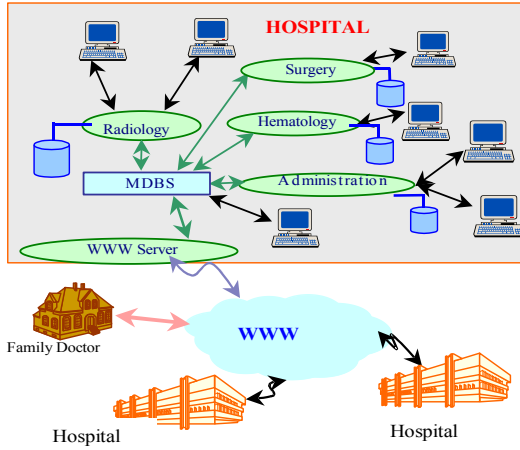 HOSPITAL
Surgery
Radiology
Hematology
MDBS
Administration
WWW Server
WWW
Family Doctor
Hospital
Hospital